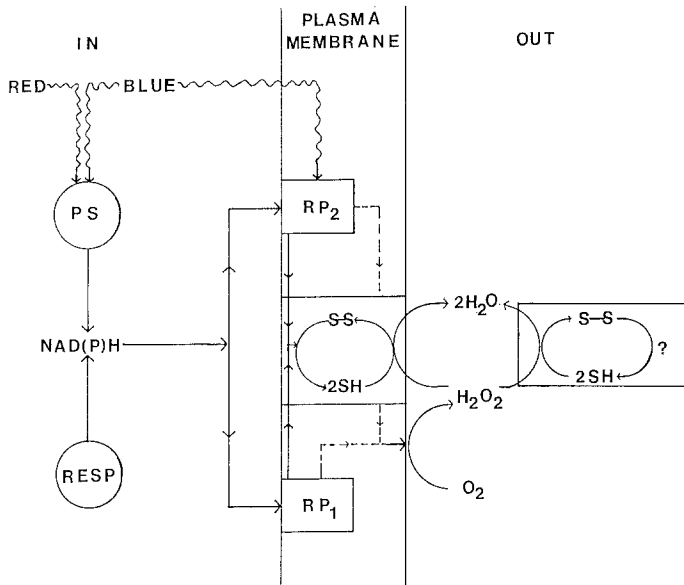 PLASMA
IN MEMBRANE OUT
RED BLUE
PS
RP2
SS
2H2O
S-S
NAD(P)H
2SH
2SH
?
H2O2
RESP
RP1
O2